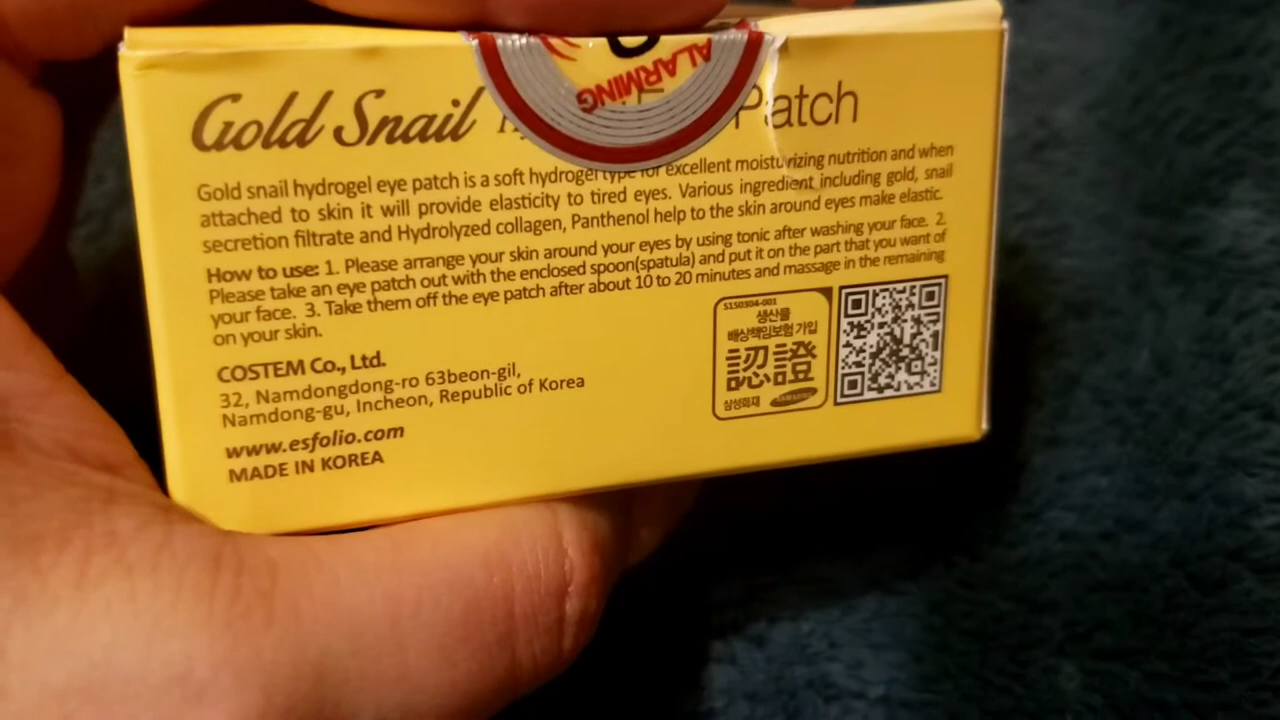 ALARMING
Gold Snail Patch
Gold snail hydrogel eye patch is a soft hydrogel type for excellent moisturizing nutrition and when
attached to skin it will provide elasticity to tired eyes. Various ingredient including gold, snail
secretion filtrate and Hydrolyzed collagen, Panthenol help to the skin around eyes make elastic.
How to use: 1. Please arrange your skin around your eyes by using tonic after washing your face. 2.
Please take an eye patch out with the enclosed spoon(spatula) and put it on the part that you want of
your face. 3. Take them off the eye patch after about 10 to 20 minutes and massage in the remaining
on your skin.
COSTEM Co., Ltd.
32, Namdongdong-ro 63beon-gil,
Namdong-gu, Incheon, Republic of Korea
www.esfolio.com
MADE IN KOREA
S150304-001
생산물
배상책임보험 가입
認證
삼성화재 SAMSUNG